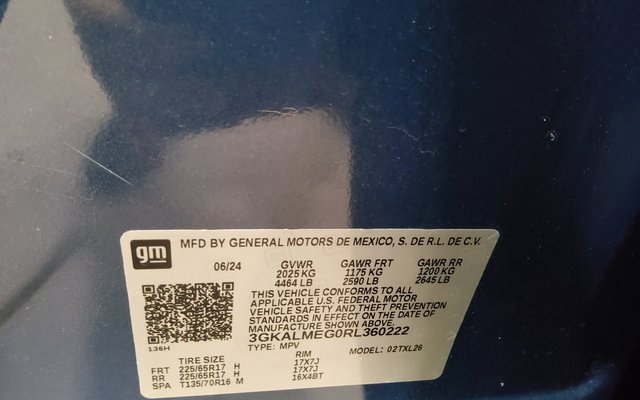 gm MFD BY GENERAL MOTORS DE MEXICO, S. DE R.L. DE C.V.
06/24 GVWR GAWR FRT GAWR RR
2025 KG 1175 KG 1200 KG
4464 LB 2590 LB 2645 LB
THIS VEHICLE CONFORMS TO ALL
APPLICABLE U.S. FEDERAL MOTOR
VEHICLE SAFETY AND THEFT PREVENTION
STANDARDS IN EFFECT ON THE DATE OF
MANUFACTURE SHOWN ABOVE.
3GKALMEG0RL360222
136H
TYPE: MPV MODEL: 02TXL26
TIRE SIZE RIM
FRT 225/65R17 H 17X7J
RR 225/65R17 H 17X7J
SPA T135/70R16 M 16X4BT